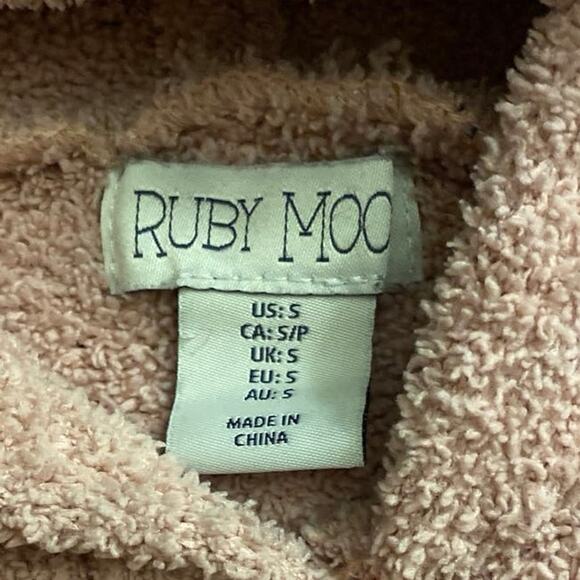 RUBY MOO
US: S
CA: S/P
UK: S
EU: S
AU: S
MADE IN
CHINA